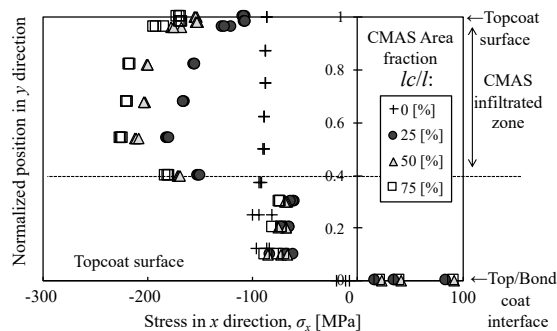 Normalized position in y direction
1
0.8
0.6
0.4
0.2
0
-300
-200
-100
0
100
Stress in x direction, σx [MPa]
Topcoat surface
CMAS Area
fraction
lc/l:
0 [%]
25 [%]
50 [%]
75 [%]
←Topcoat
surface
CMAS
infiltrated
zone
←Top/Bond
coat
interface